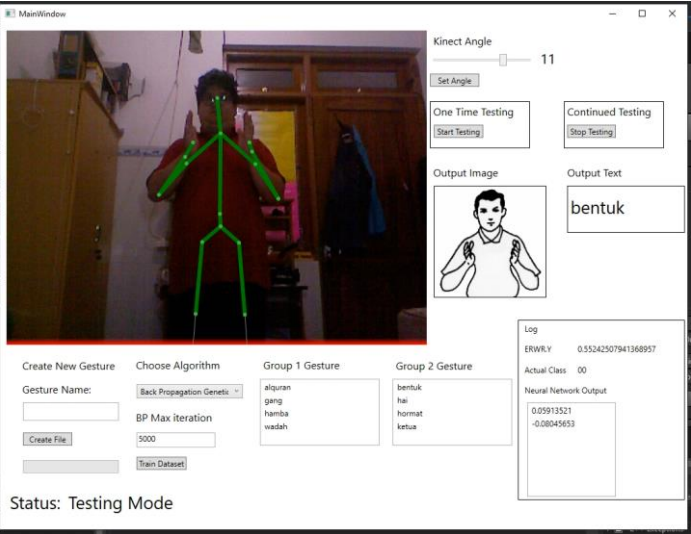 MainWindow
Kinect Angle
11
Set Angle
One Time Testing
Start Testing
Continued Testing
Stop Testing
Output Image
Output Text
bentuk
Create New Gesture
Gesture Name:
Create File
Choose Algorithm
Back Propagation Genetic
BP Max iteration
5000
Train Dataset
Group 1 Gesture
alquran
gang
hamba
wadah
Group 2 Gesture
bentuk
hai
hormat
ketua
Log
ERWR.Y 0.55242507941368957
Actual Class 00
Neural Network Output
0.05913521
-0.08045653
Status: Testing Mode